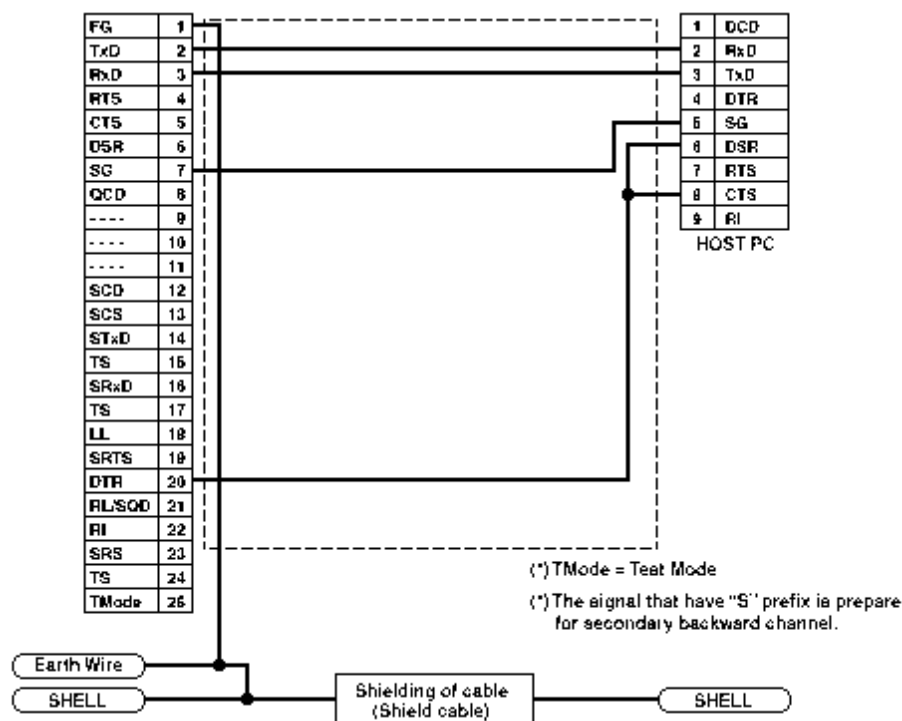 FG 1
TxD 2
RxD 3
RTS 4
CTS 5
DSR 6
SG 7
QCD 8
---- 9
---- 10
---- 11
SCD 12
SCS 13
STxD 14
TS 15
SRxD 16
TS 17
LL 18
SRTS 19
DTR 20
RL/SQD 21
RI 22
SRS 23
TS 24
TMode 25
1 DCD
2 RxD
3 TxD
4 DTR
5 SG
6 DSR
7 RTS
8 CTS
9 RI
HOST PC
(*) TMode = Test Mode
(*) The signal that have "S" prefix is prepare
for secondary backward channel.
Earth Wire
SHELL
Shielding of cable
(Shield cable)
SHELL